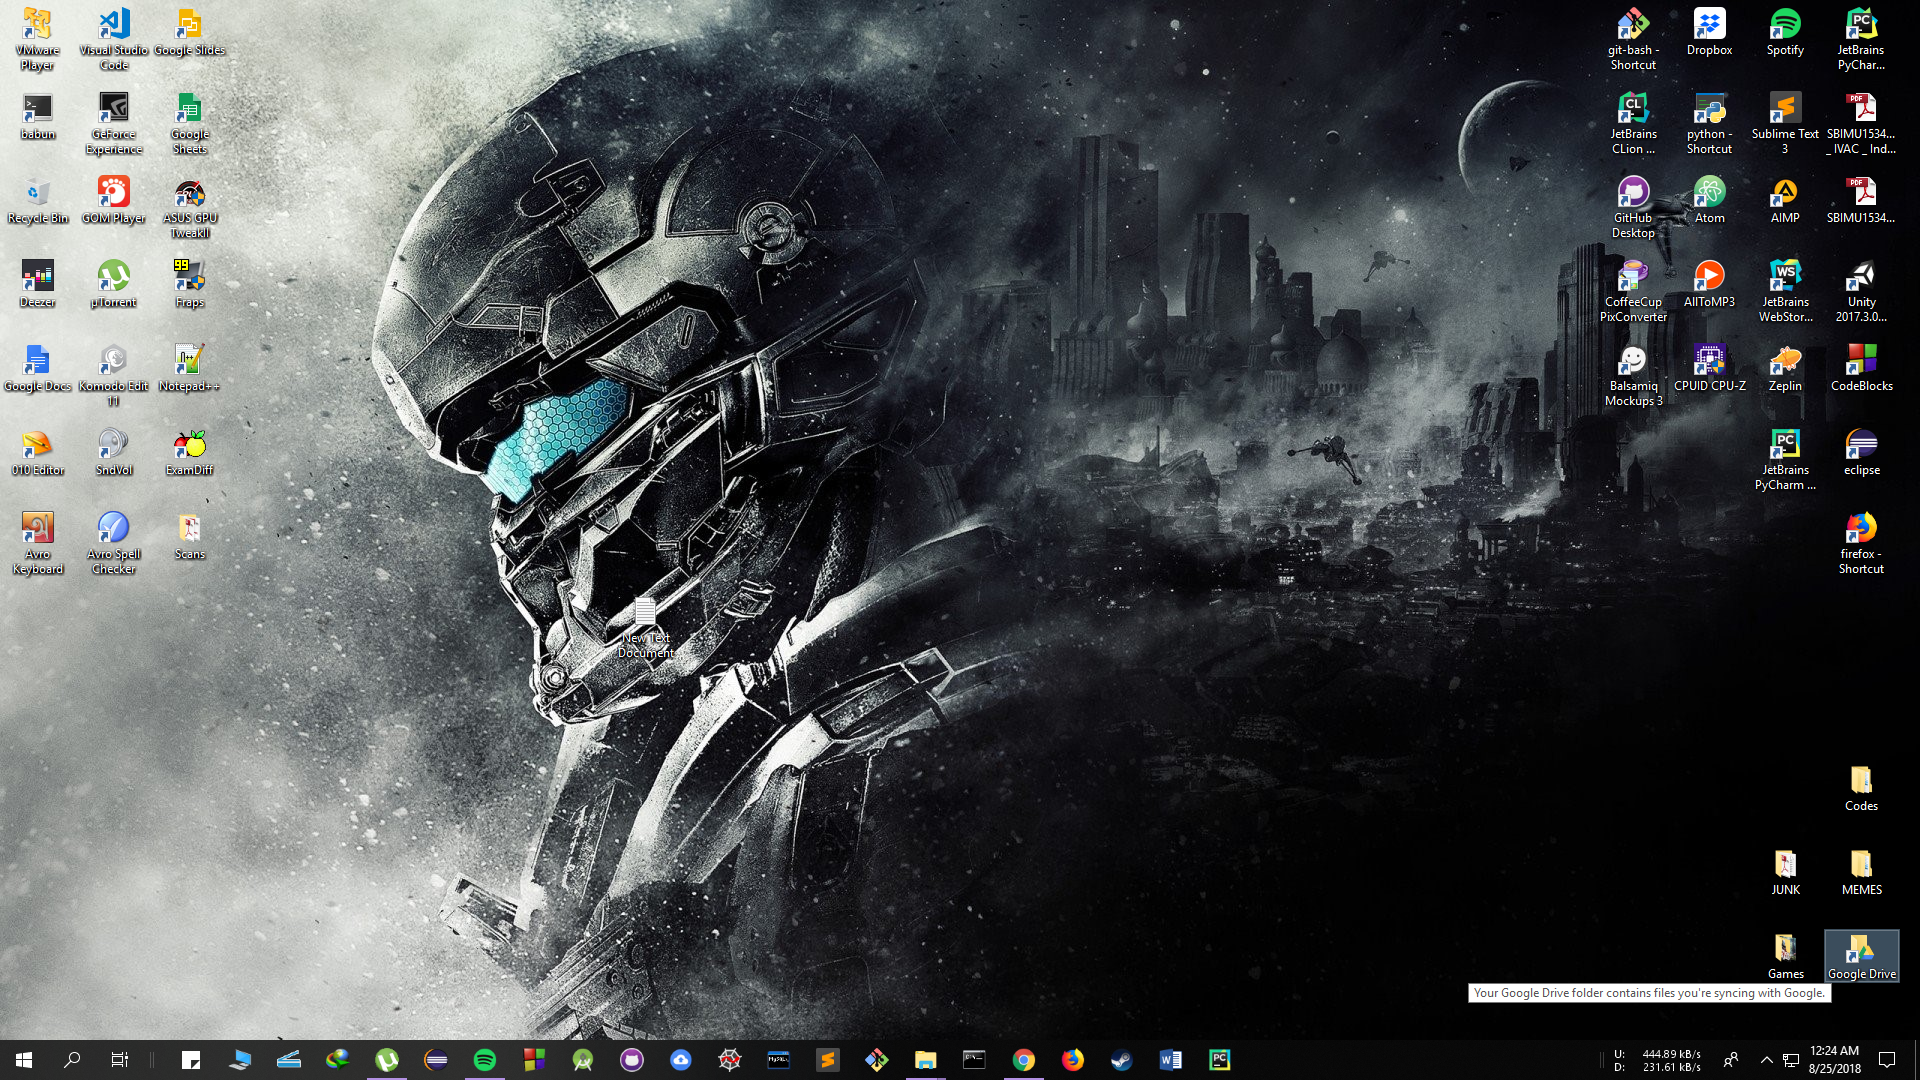 VMware
Player
Visual Studio
Code
Google Slides
git-bash -
Shortcut
Dropbox
Spotify
JetBrains
PyChar...
babun
GeForce
Experience
Google
Sheets
JetBrains
CLion ...
python -
Shortcut
Sublime Text
3
SBIMU1534...
_ IVAC _ Ind...
Recycle Bin
GOM Player
ASUS GPU
TweakII
GitHub
Desktop
Atom
AIMP
SBIMU1534...
Deezer
µTorrent
Fraps
CoffeeCup
PixConverter
AllToMP3
JetBrains
WebStor...
Unity
2017.3.0...
Google Docs
Komodo Edit
11
Notepad++
Balsamiq
Mockups 3
CPUID CPU-Z
Zeplin
CodeBlocks
010 Editor
SndVol
ExamDiff
JetBrains
PyCharm ...
eclipse
Avro
Keyboard
Avro Spell
Checker
Scans
firefox -
Shortcut
New Text
Document
Codes
JUNK
MEMES
Games
Google Drive
Your Google Drive folder contains files you're syncing with Google.
U: 444.89 kB/s
D: 231.61 kB/s
12:24 AM
8/25/2018